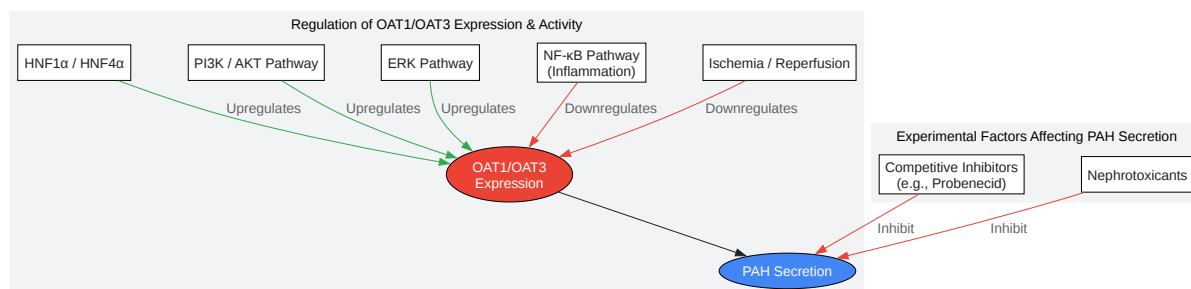 Regulation of OAT1/OAT3 Expression & Activity
HNF1α / HNF4α
PI3K / AKT Pathway
ERK Pathway
NF-κB Pathway
(Inflammation)
Ischemia / Reperfusion
Upregulates
Upregulates
Upregulates
Downregulates
Downregulates
Experimental Factors Affecting PAH Secretion
OAT1/OAT3
Expression
Competitive Inhibitors
(e.g., Probenecid)
Nephrotoxicants
Inhibit
Inhibit
PAH Secretion